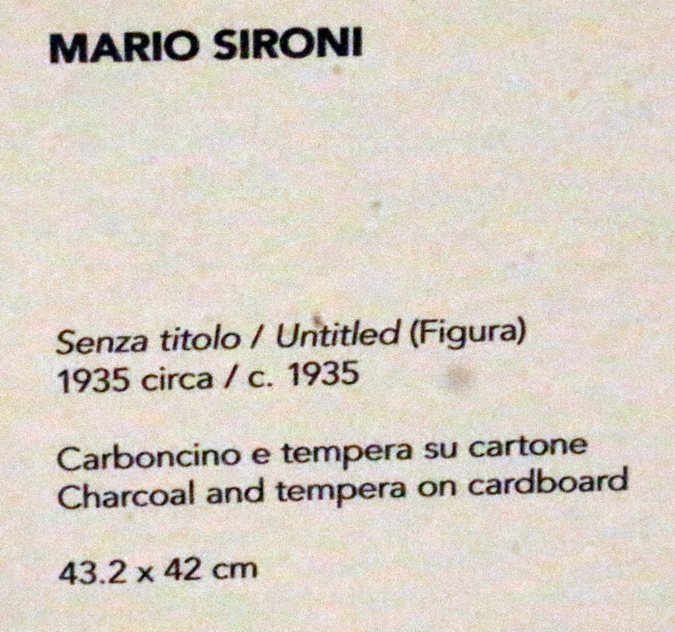 MARIO SIRONI
Senza titolo / Untitled (Figura)
1935 circa / c. 1935
Carboncino e tempera su cartone
Charcoal and tempera on cardboard
43.2 x 42 cm